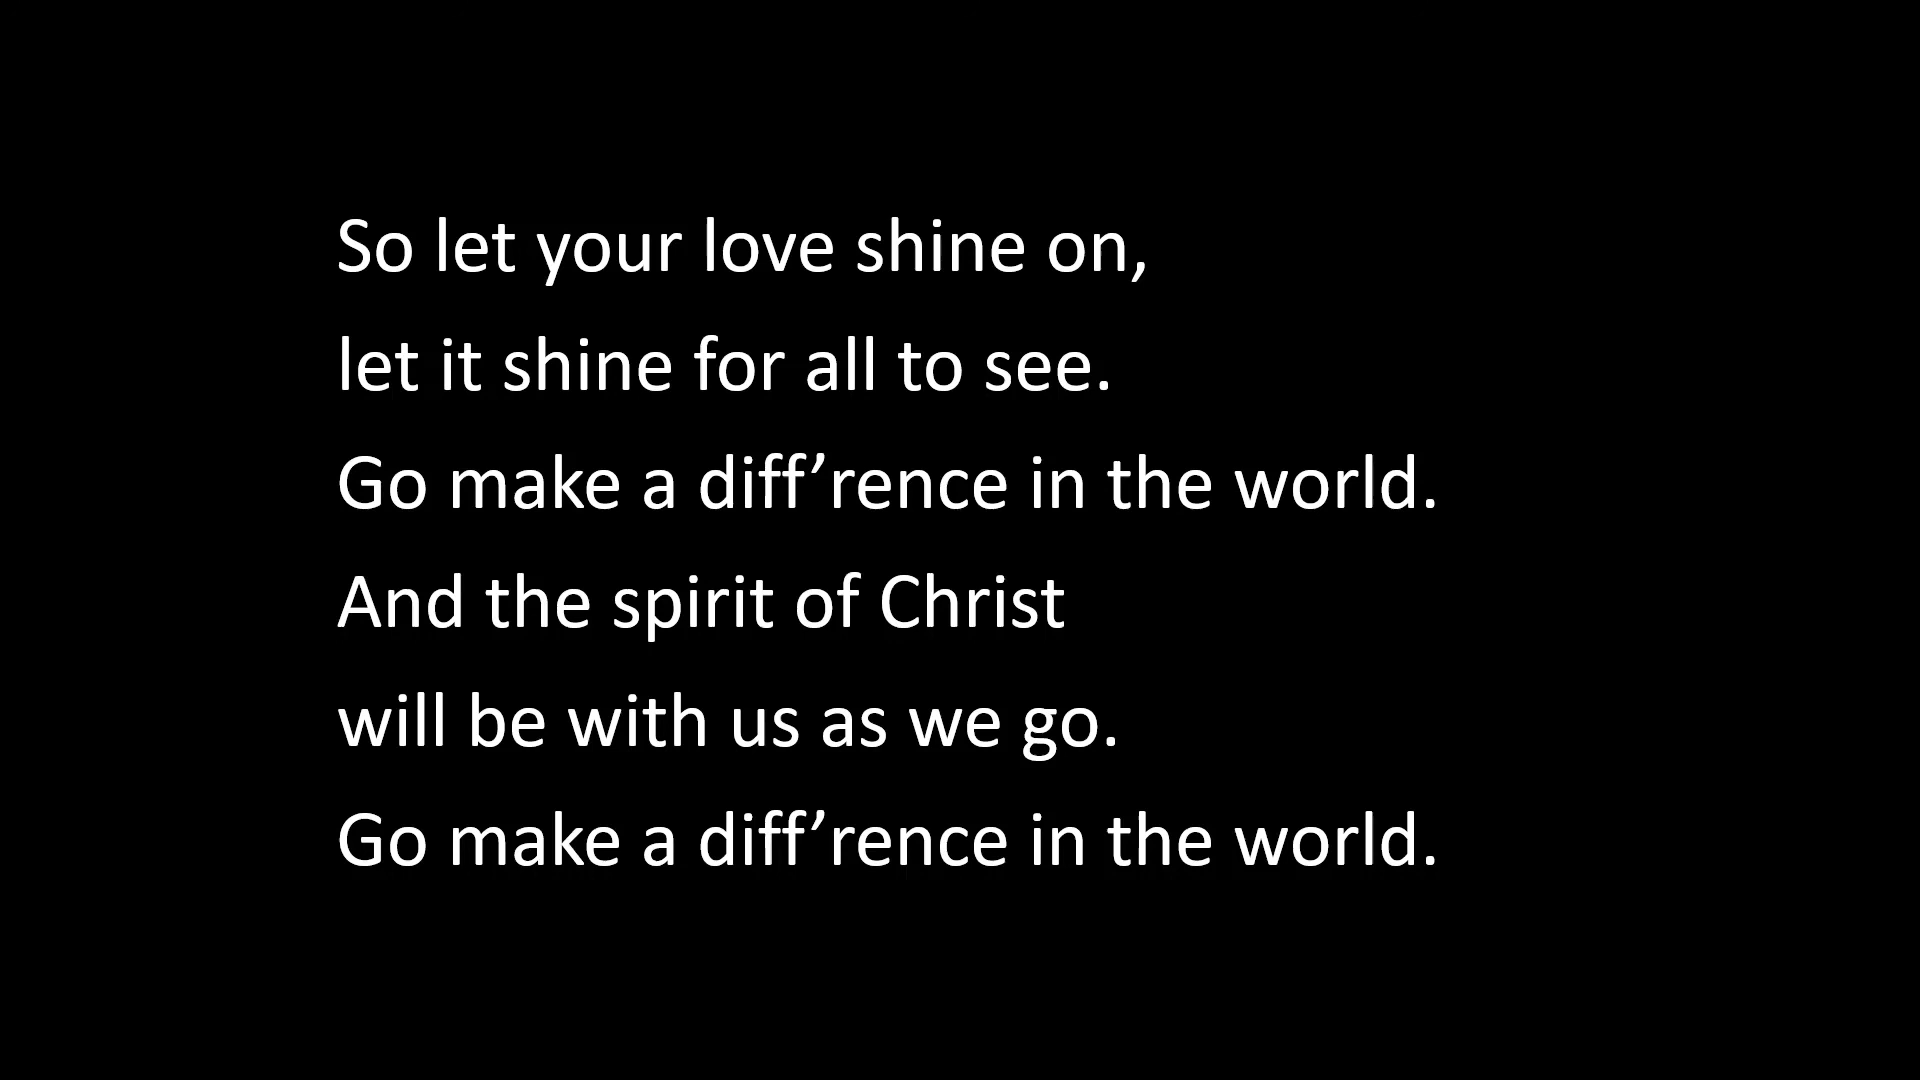 So let your love shine on,
let it shine for all to see.
Go make a diff’rence in the world.
And the spirit of Christ
will be with us as we go.
Go make a diff’rence in the world.